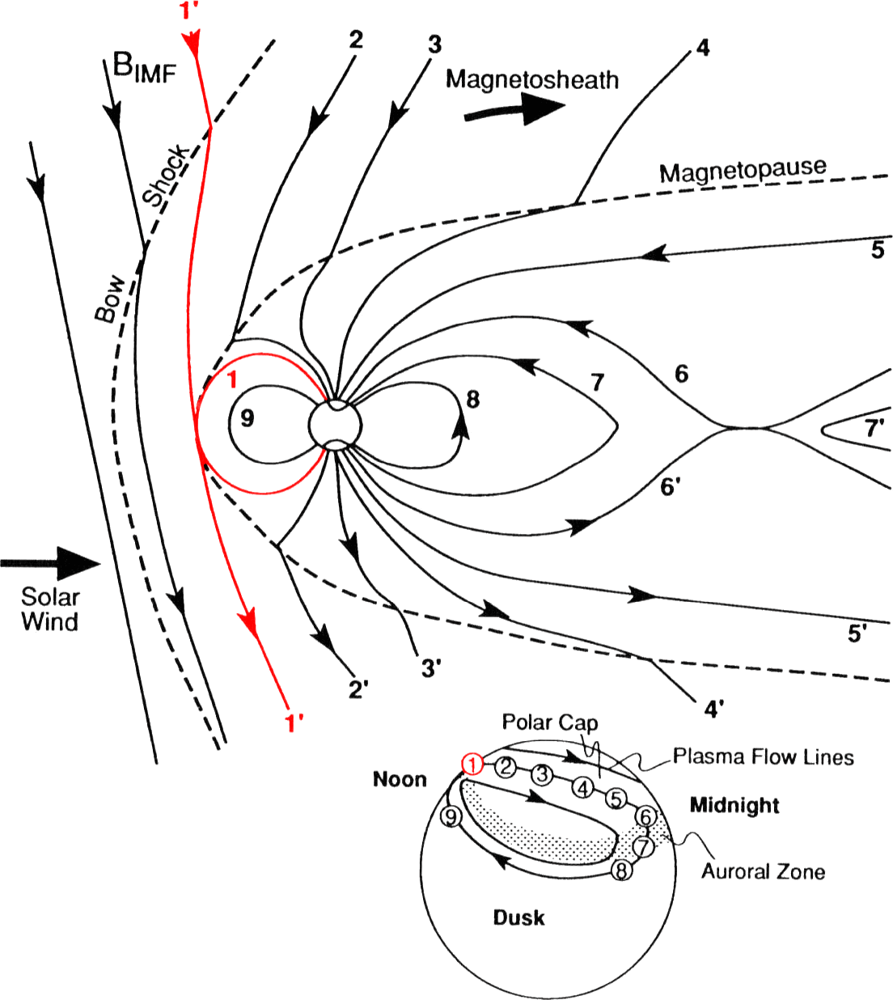 1'
B_IMF
2
3
4
Magnetosheath
Shock
Magnetopause
Bow
5
1
9
8
7
6
7'
6'
Solar
Wind
5'
3'
2'
1'
4'
Polar Cap
Plasma Flow Lines
Noon
1
2
3
4
5
6
Midnight
9
7
8
Auroral Zone
Dusk